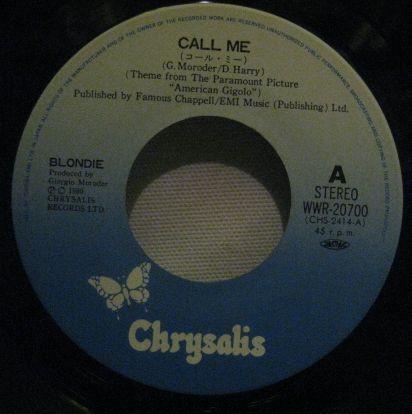 CALL ME
(コール・ミー)
(G. Moroder/D. Harry)
(Theme from The Paramount Picture
"American Gigolo")
Published by Famous Chappell/EMI Music (Publishing) Ltd.
BLONDIE
Produced by
Giorgio Moroder
Ⓟ © 1980
CHRYSALIS
RECORDS LTD.
A
STEREO
WWR-20700
(CHS-2414-A)
45 r.p.m.
JASRAC
Chrysalis